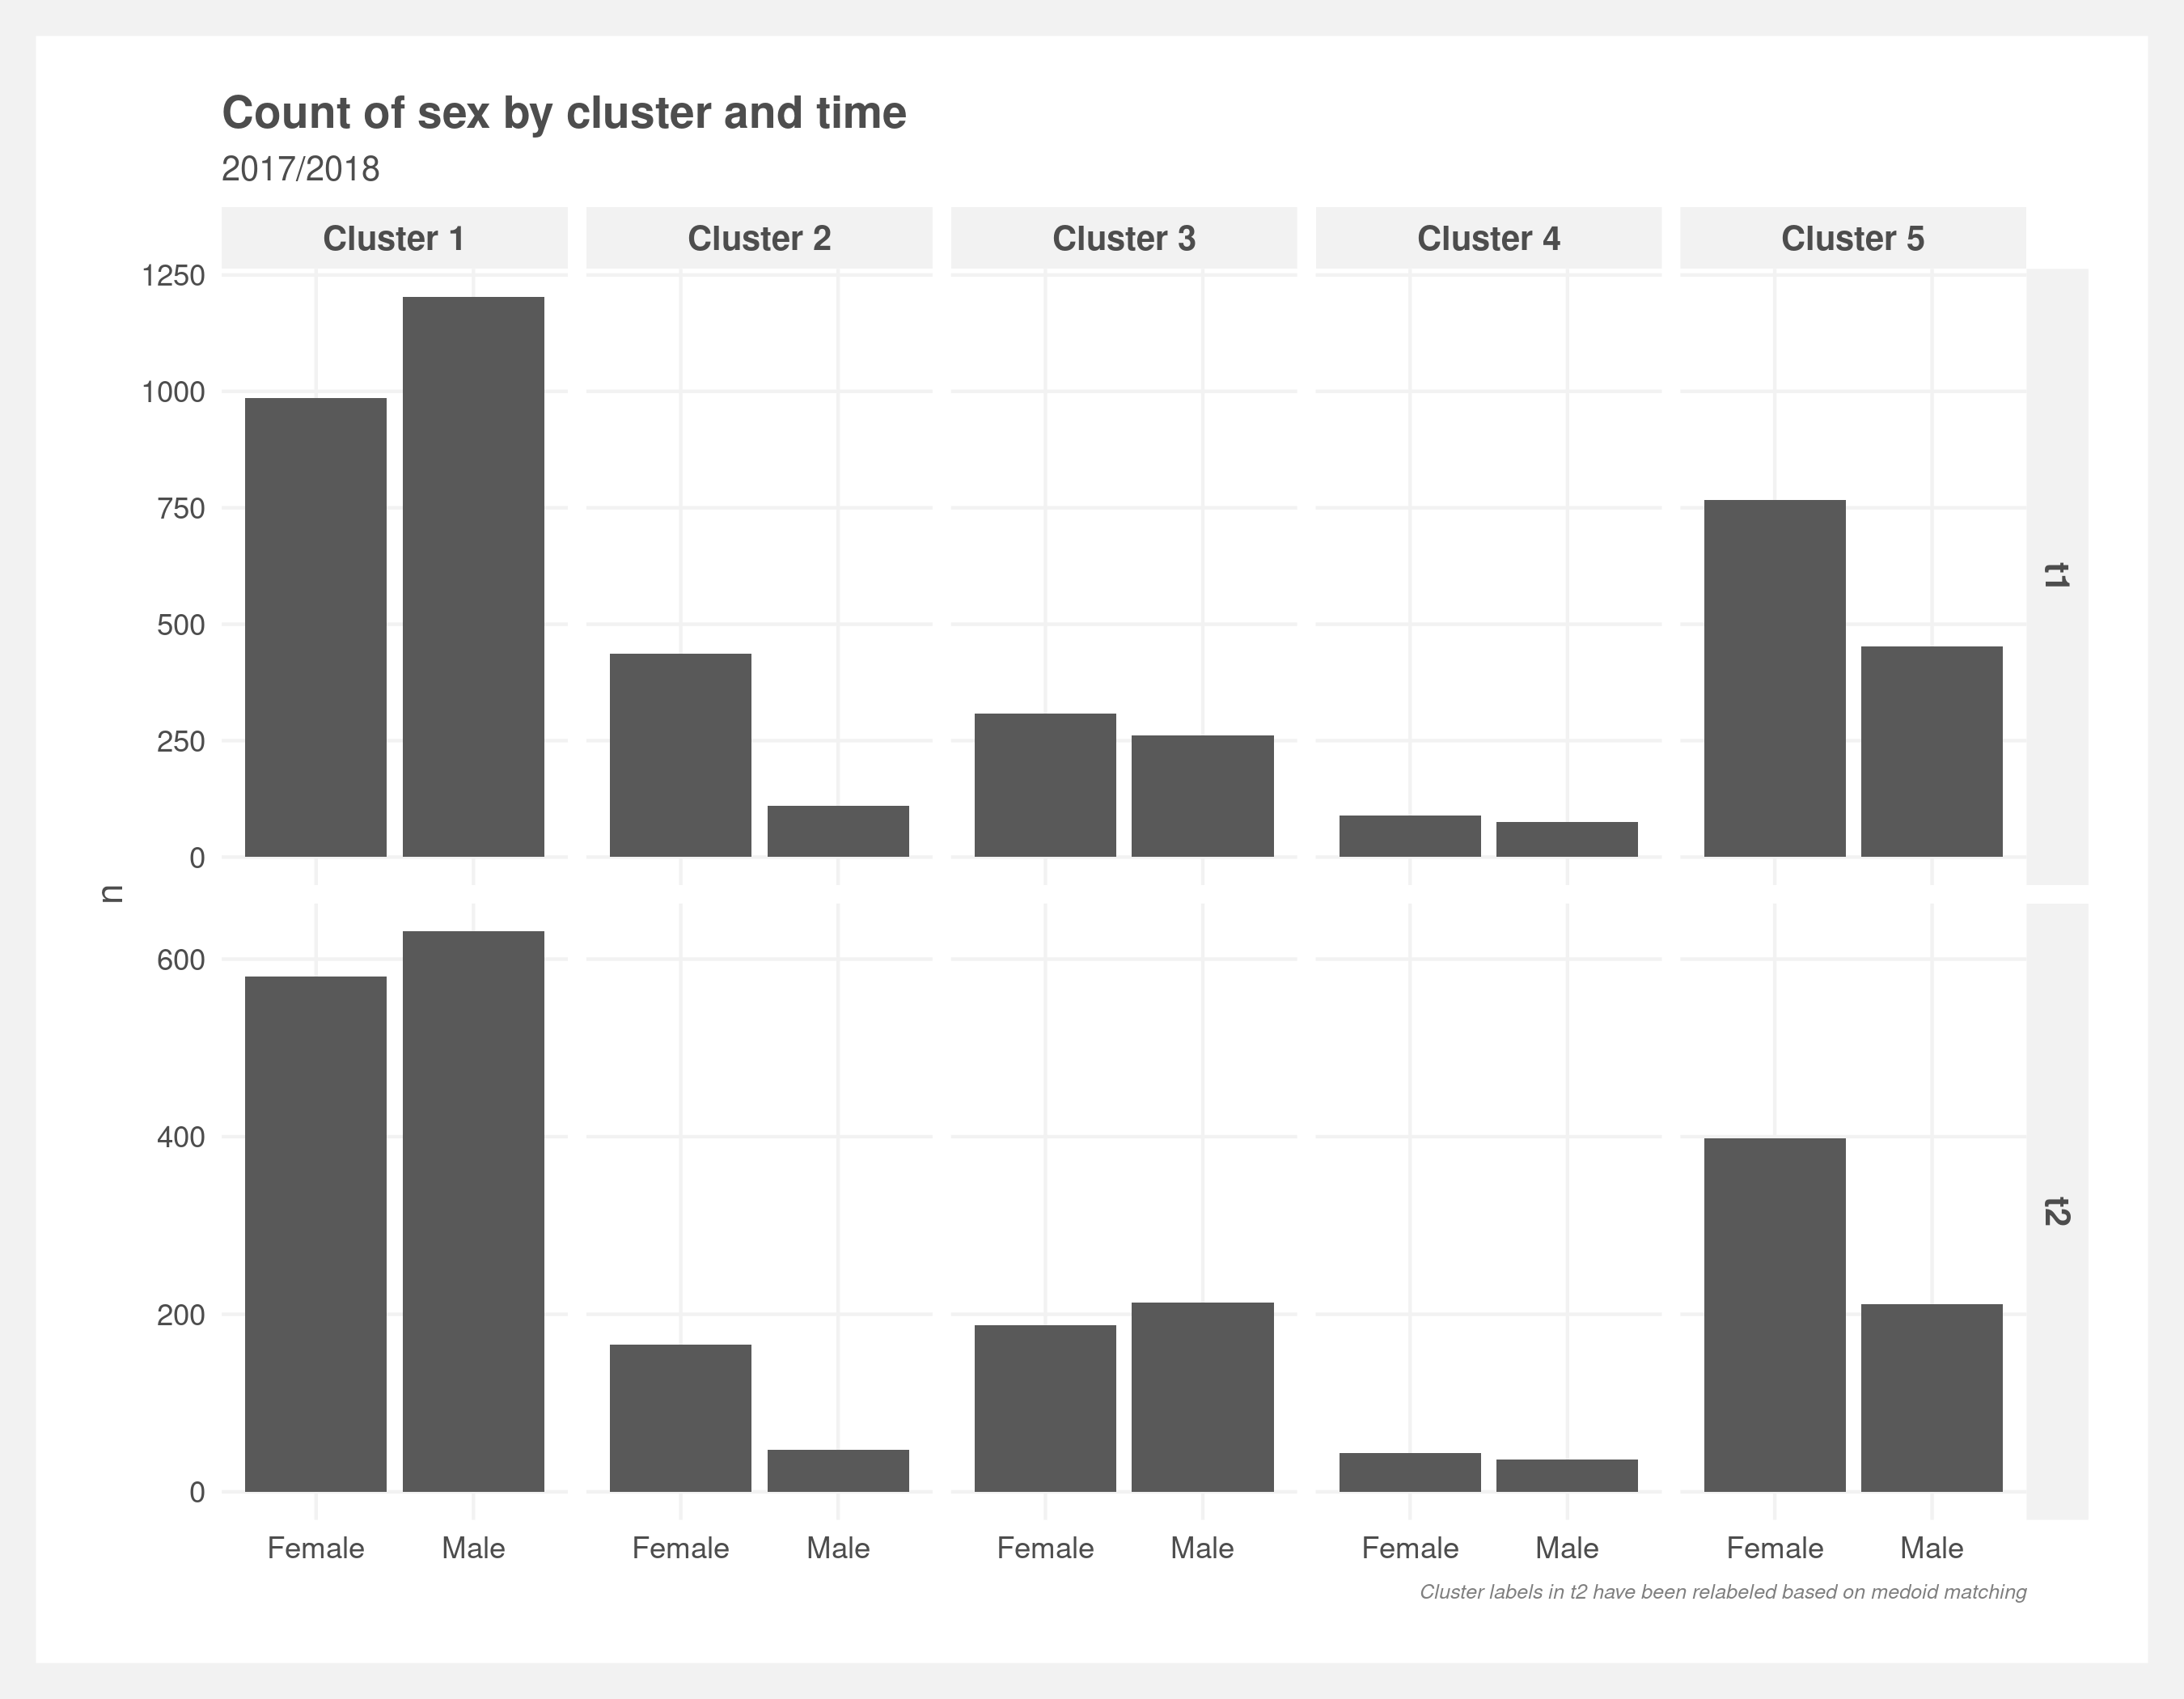 Count of sex by cluster and time
2017/2018
Cluster 1 Cluster 2 Cluster 3 Cluster 4 Cluster 5
1250
1000
750
500
250
0
t1
n
600
400
200
0
t2
Female Male Female Male Female Male Female Male Female Male
Cluster labels in t2 have been relabeled based on medoid matching